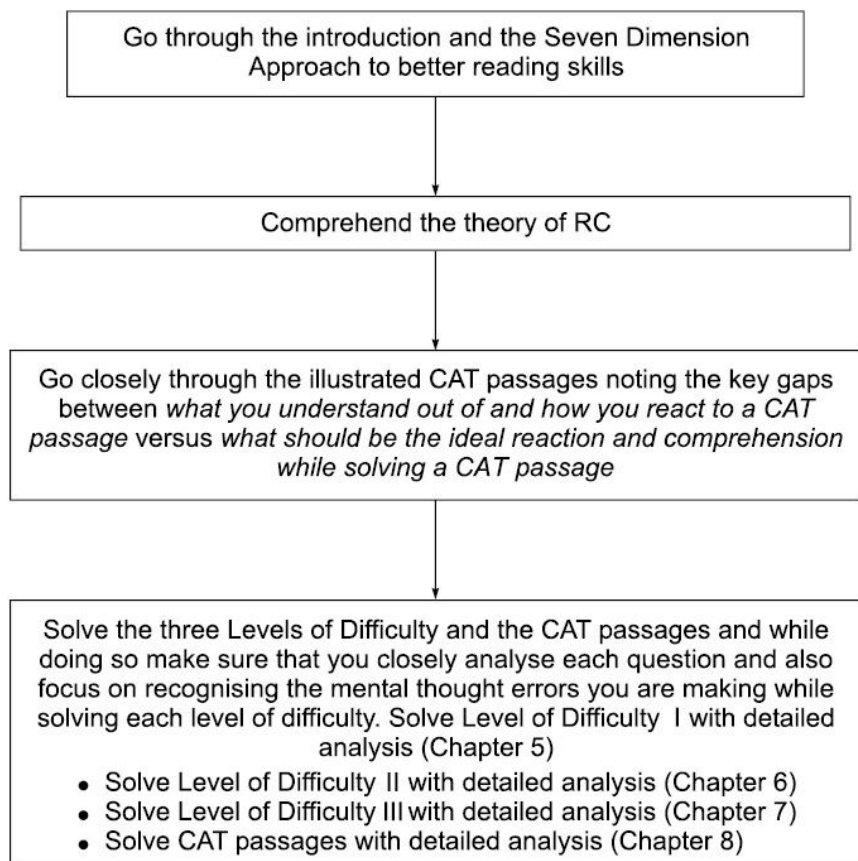 Go through the introduction and the Seven Dimension
Approach to better reading skills
Comprehend the theory of RC
Go closely through the illustrated CAT passages noting the key gaps
between what you understand out of and how you react to a CAT
passage versus what should be the ideal reaction and comprehension
while solving a CAT passage
Solve the three Levels of Difficulty and the CAT passages and while
doing so make sure that you closely analyse each question and also
focus on recognising the mental thought errors you are making while
solving each level of difficulty. Solve Level of Difficulty I with detailed
analysis (Chapter 5)
• Solve Level of Difficulty II with detailed analysis (Chapter 6)
• Solve Level of Difficulty III with detailed analysis (Chapter 7)
• Solve CAT passages with detailed analysis (Chapter 8)